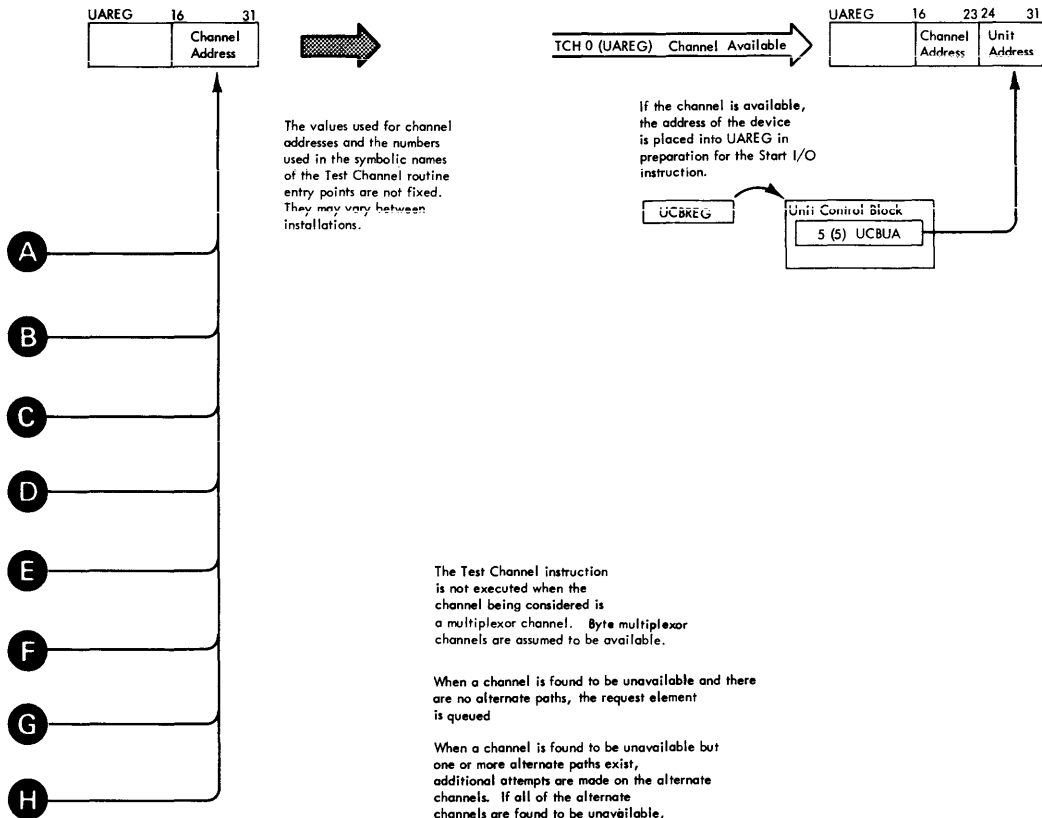 UAREG 16 31
Channel
Address
TCH 0 (UAREG) Channel Available
UAREG 16 23 24 31
Channel Unit
Address Address
The values used for channel
addresses and the numbers
used in the symbolic names
of the Test Channel routine
entry points are not fixed.
They may vary between
installations.
If the channel is available,
the address of the device
is placed into UAREG in
preparation for the Start I/O
instruction.
UCBREG
Unit Control Block
5 (5) UCBUA
A
B
C
D
E
F
G
H
The Test Channel instruction
is not executed when the
channel being considered is
a multiplexor channel. Byte multiplexor
channels are assumed to be available.
When a channel is found to be unavailable and there
are no alternate paths, the request element
is queued
When a channel is found to be unavailable but
one or more alternate paths exist,
additional attempts are made on the alternate
channels. If all of the alternate
channels are found to be unavailable,